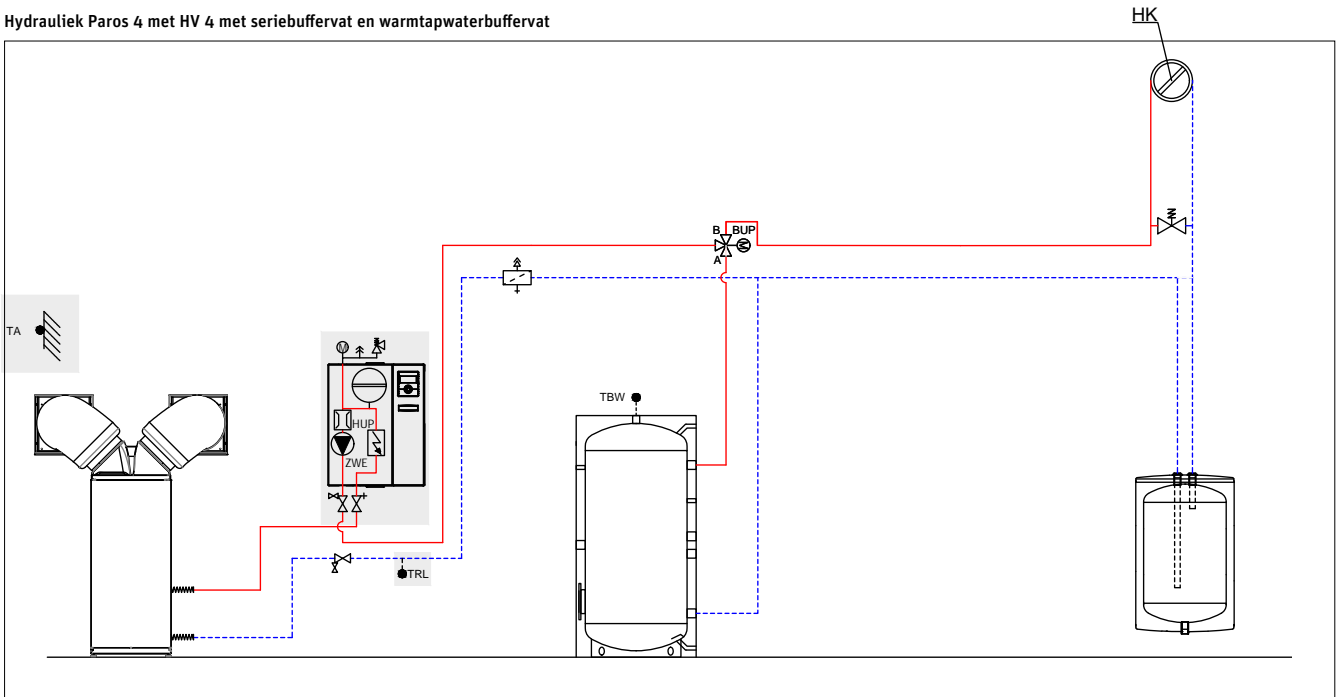 Hydrauliek Paros 4 met HV 4 met seriebuffervat en warmtapwaterbuffervat
HK
B BUP
M
A
TA
M
HUP
ZWE
TBW
TRL